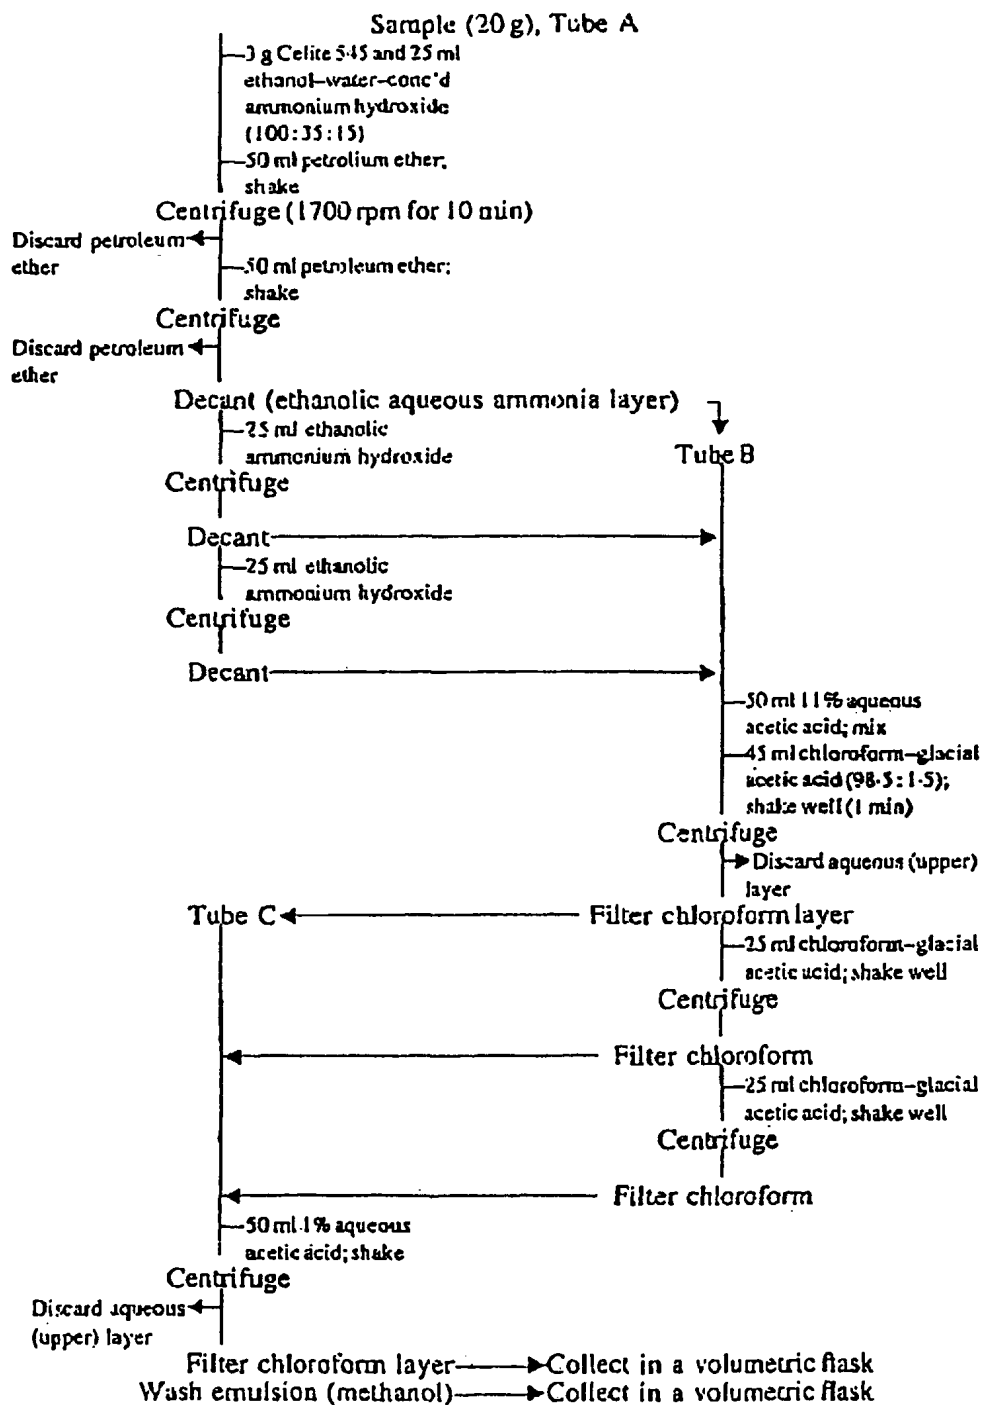 Sample (20 g), Tube A
3 g Celite 545 and 25 ml
ethanol–water–conc'd
ammonium hydroxide
(100:35:15)
50 ml petrolium ether;
shake
Centrifuge (1700 rpm for 10 min)
Discard petroleum
ether
50 ml petroleum ether;
shake
Centrifuge
Discard petroleum
ether
Decant (ethanolic aqueous ammonia layer)
25 ml ethanolic
ammonium hydroxide
Tube B
Centrifuge
Decant
25 ml ethanolic
ammonium hydroxide
Centrifuge
Decant
50 ml 11% aqueous
acetic acid; mix
45 ml chloroform–glacial
acetic acid (98·5:1·5);
shake well (1 min)
Centrifuge
Discard aqueous (upper)
layer
Tube C
Filter chloroform layer
25 ml chloroform–glacial
acetic acid; shake well
Centrifuge
Filter chloroform
25 ml chloroform–glacial
acetic acid; shake well
Centrifuge
Filter chloroform
50 ml 1% aqueous
acetic acid; shake
Centrifuge
Discard aqueous
(upper) layer
Filter chloroform layer
Collect in a volumetric flask
Wash emulsion (methanol)
Collect in a volumetric flask